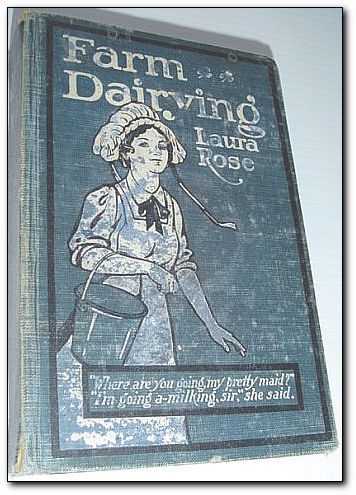 Farm
Dairying
Laura
Rose
"Where are you going, my pretty maid?"
"i'm going a-milking, sir," she said.